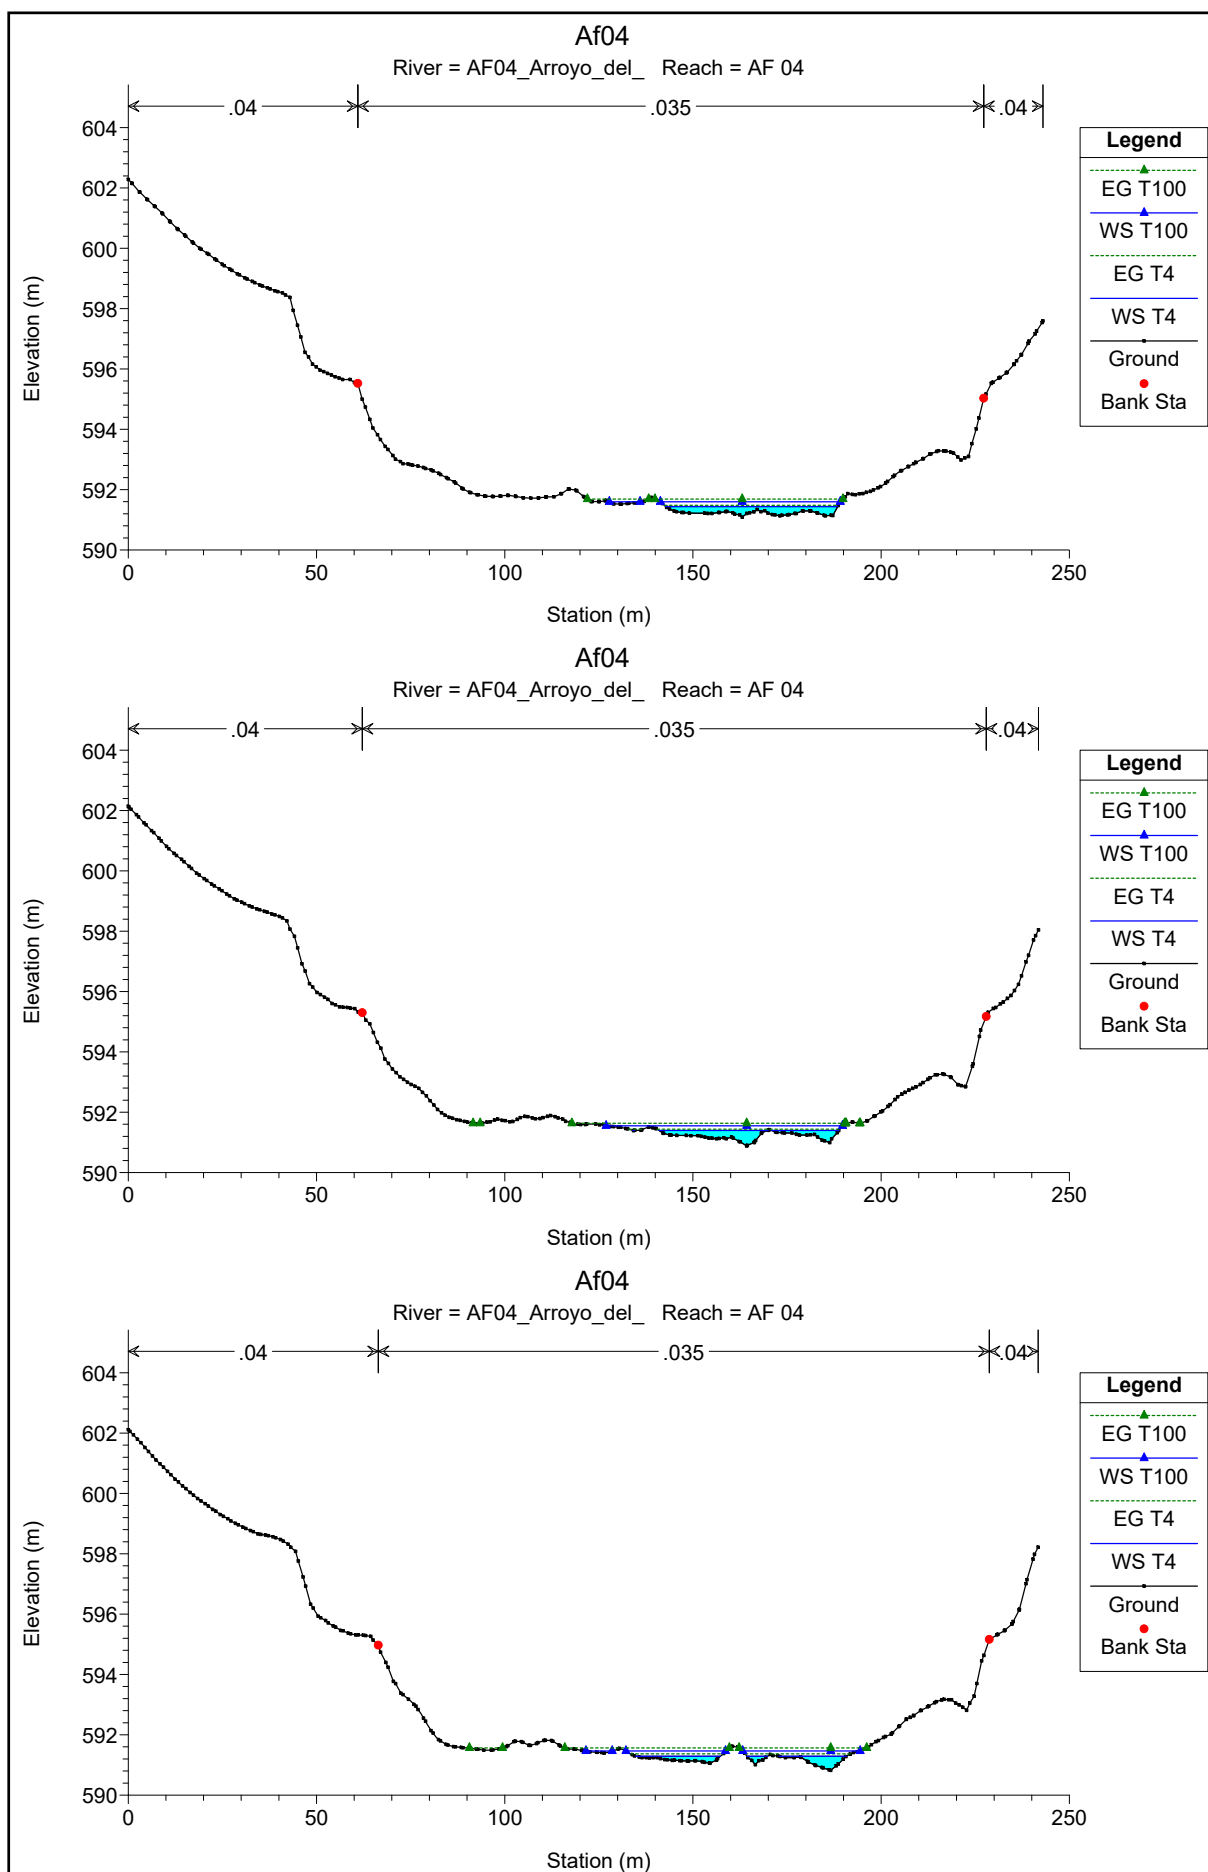 Af04
River = AF04_Arroyo_del_   Reach = AF 04
.04 .035 .04
604
602
600
598
596
594
592
590
Elevation (m)
0 50 100 150 200 250
Station (m)
Legend
EG T100
WS T100
EG T4
WS T4
Ground
Bank Sta
Af04
River = AF04_Arroyo_del_   Reach = AF 04
.04 .035 .04
604
602
600
598
596
594
592
590
Elevation (m)
0 50 100 150 200 250
Station (m)
Legend
EG T100
WS T100
EG T4
WS T4
Ground
Bank Sta
Af04
River = AF04_Arroyo_del_   Reach = AF 04
.04 .035 .04
604
602
600
598
596
594
592
590
Elevation (m)
0 50 100 150 200 250
Station (m)
Legend
EG T100
WS T100
EG T4
WS T4
Ground
Bank Sta